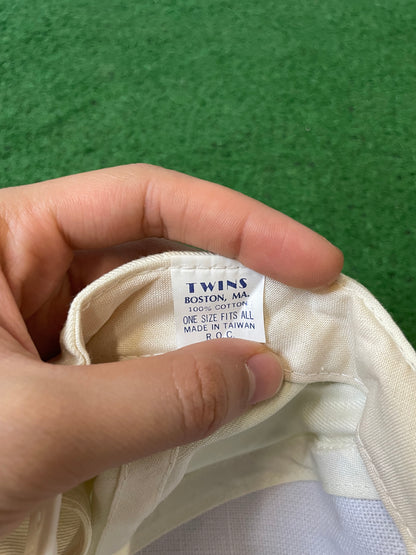 TWINS
BOSTON, MA.
100% COTTON
ONE SIZE FITS ALL
MADE IN TAIWAN
R.O.C.